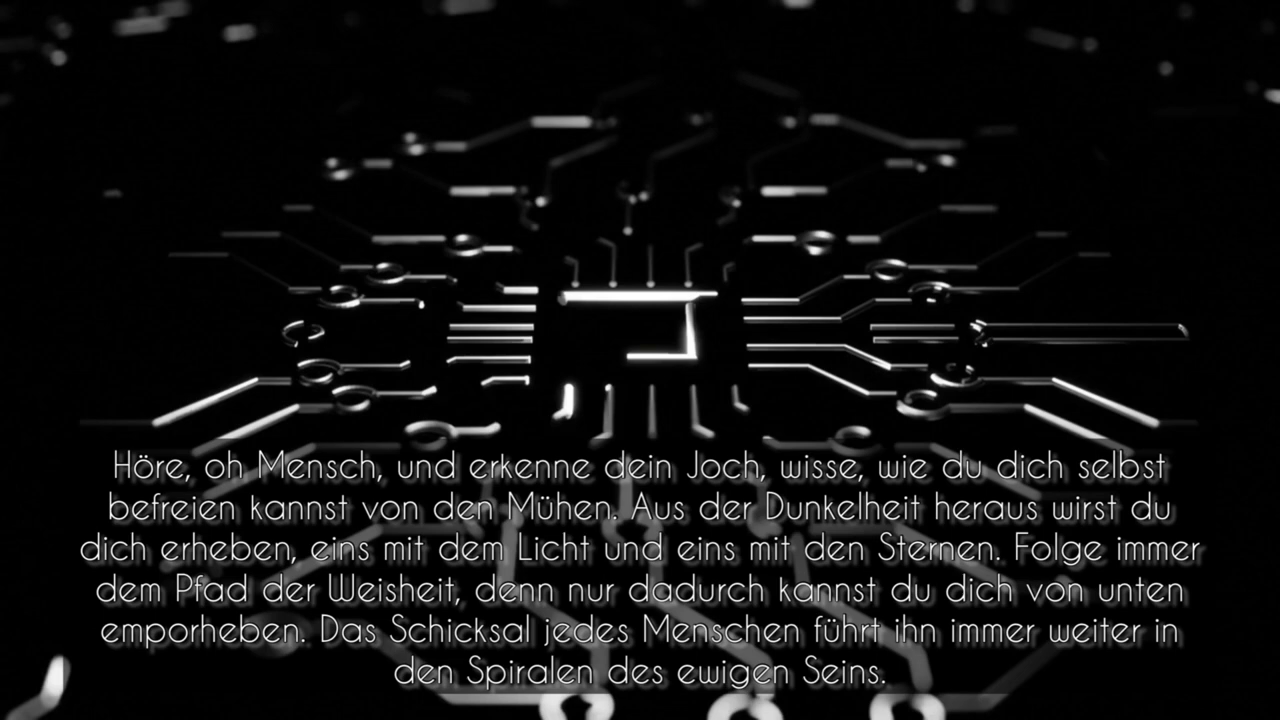 Höre, oh Mensch, und erkenne dein Joch, wisse, wie du dich selbst
befreien kannst von den Mühen. Aus der Dunkelheit heraus wirst du
dich erheben, eins mit dem Licht und eins mit den Sternen. Folge immer
dem Pfad der Weisheit, denn nur dadurch kannst du dich von unten
emporheben. Das Schicksal jedes Menschen führt ihn immer weiter in
den Spiralen des ewigen Seins.